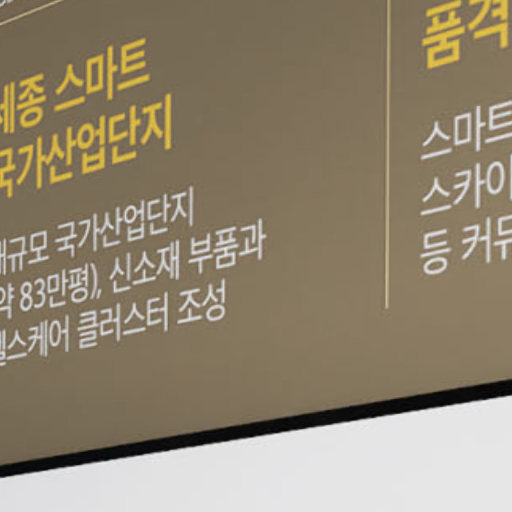 세종 스마트
국가산업단지
대규모 국가산업단지
약 83만평), 신소재 부품과
헬스케어 클러스터 조성
품격
스마트
스카이
등 커뮤